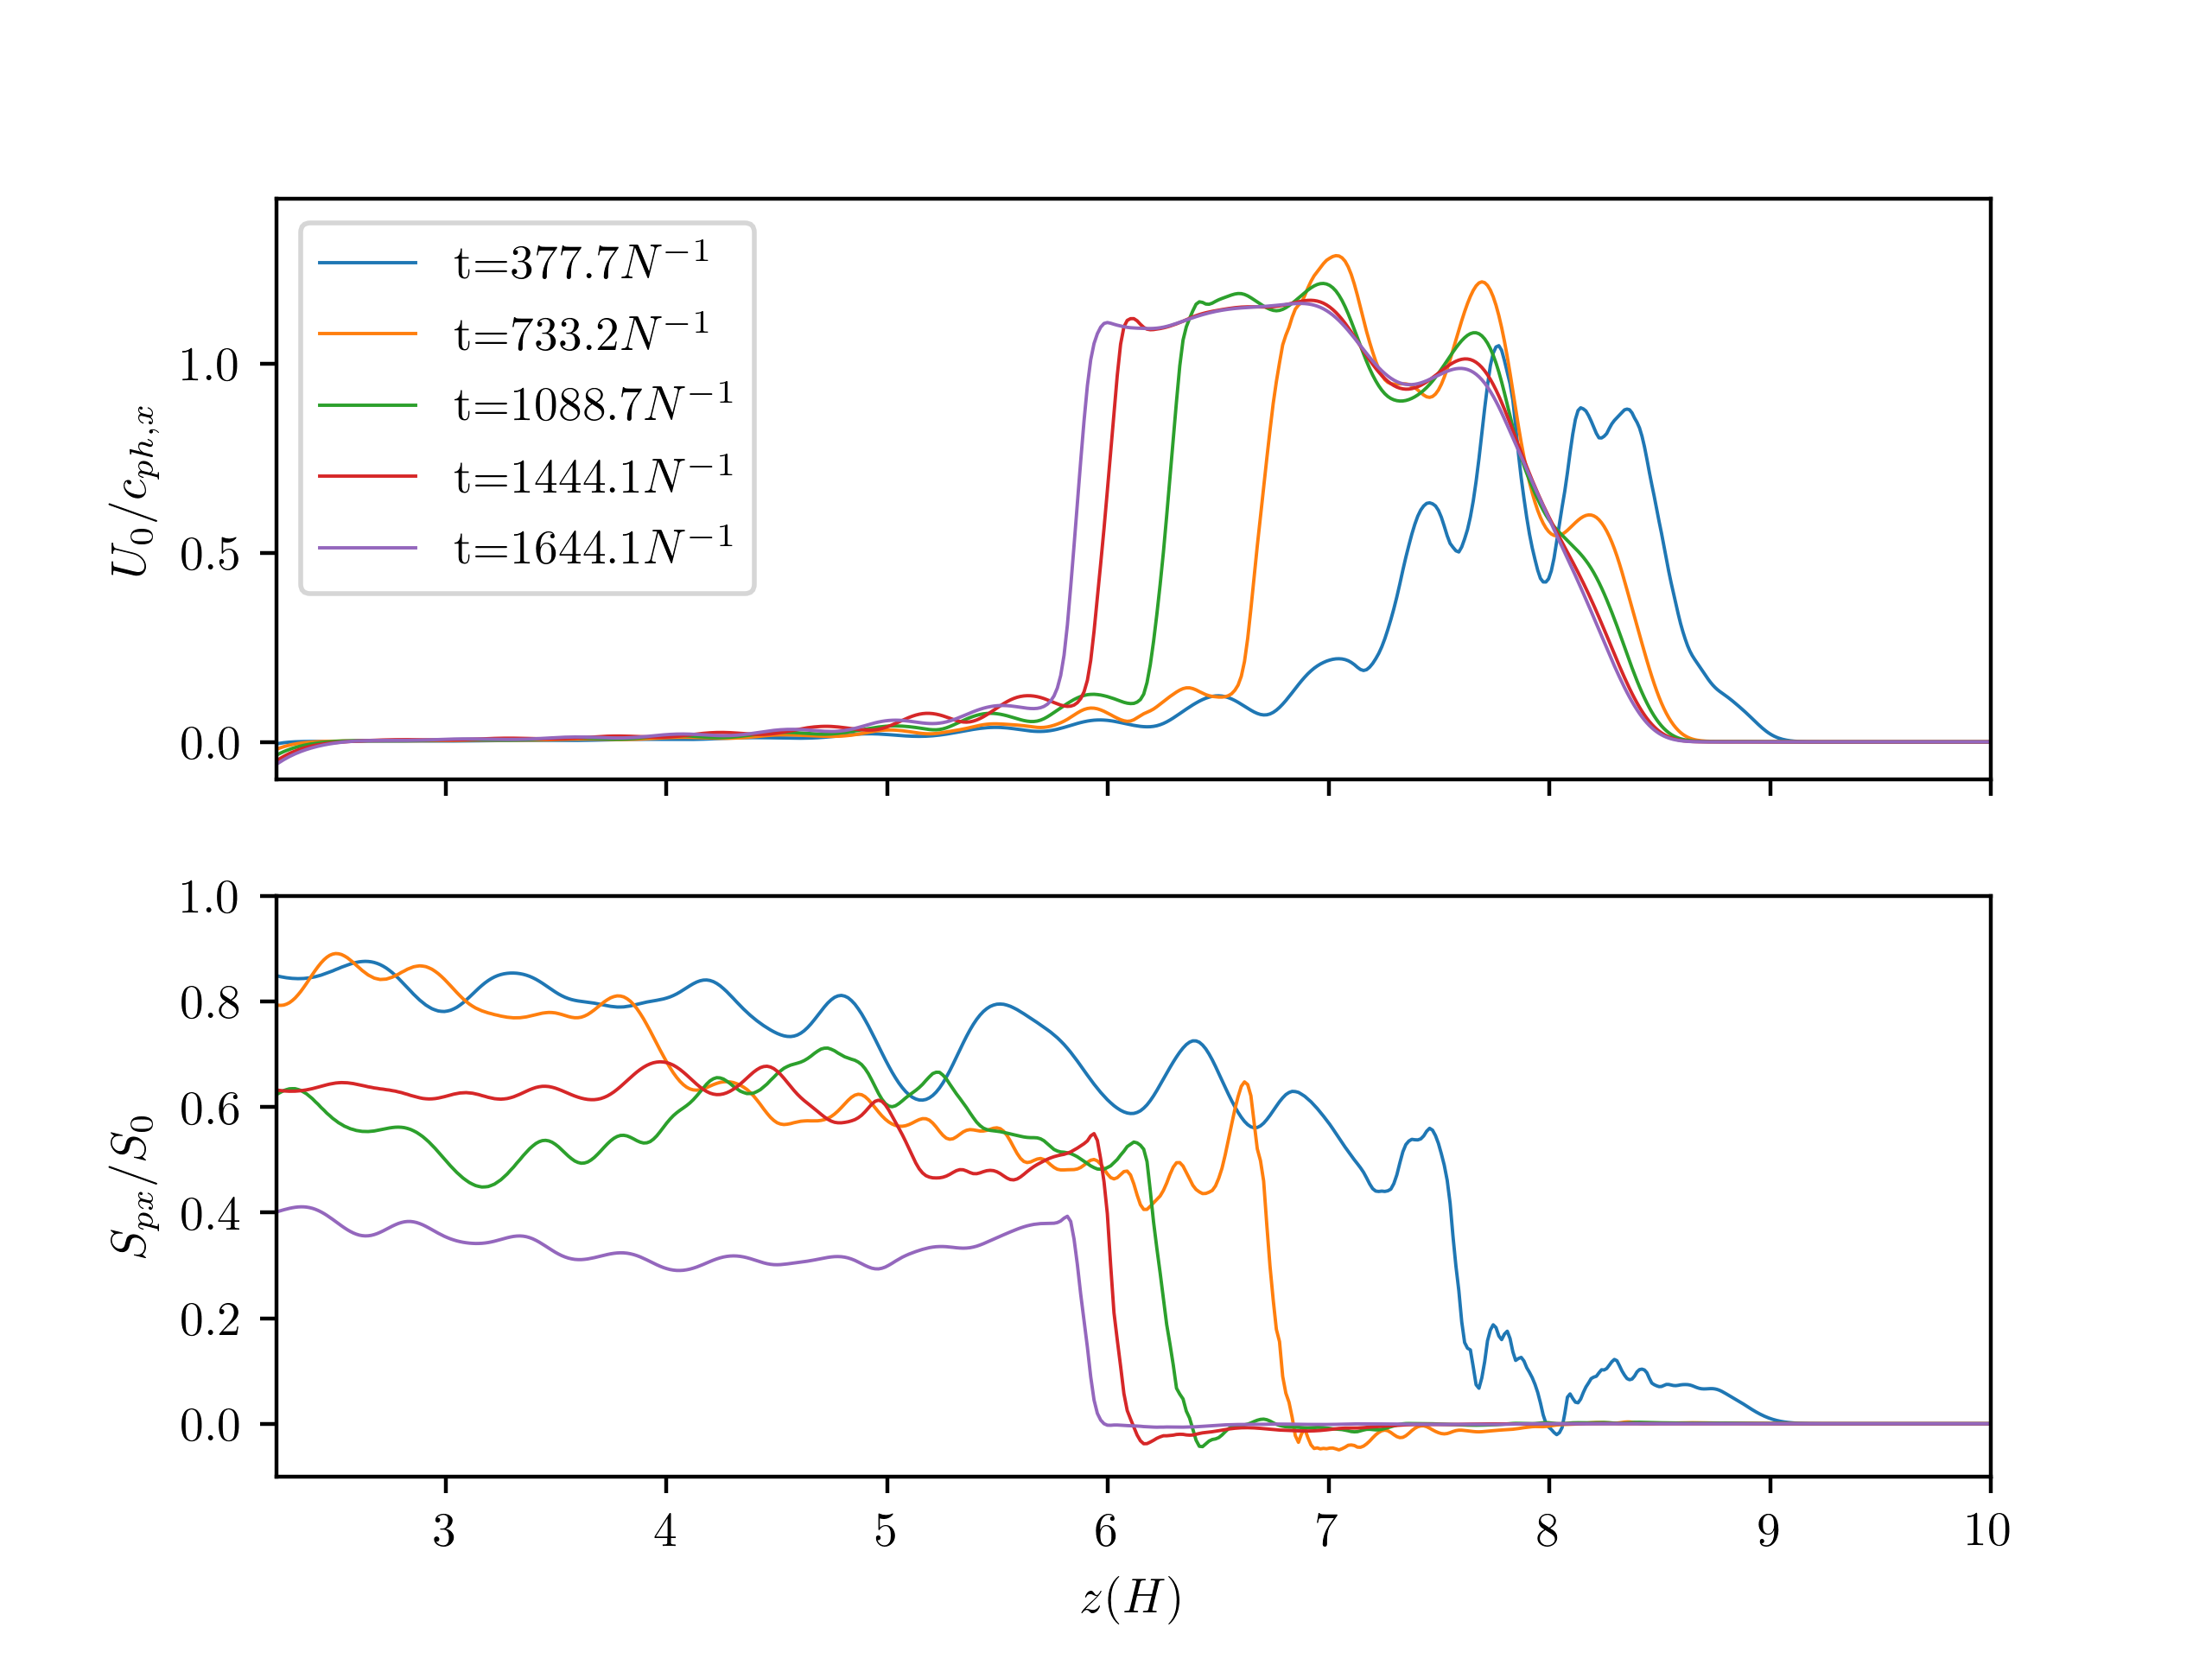 t=377.7N⁻¹
t=733.2N⁻¹
t=1088.7N⁻¹
t=1444.1N⁻¹
t=1644.1N⁻¹
U₀/c_{ph,x}
1.0
0.5
0.0
S_{px}/S₀
1.0
0.8
0.6
0.4
0.2
0.0
3 4 5 6 7 8 9 10
z(H)